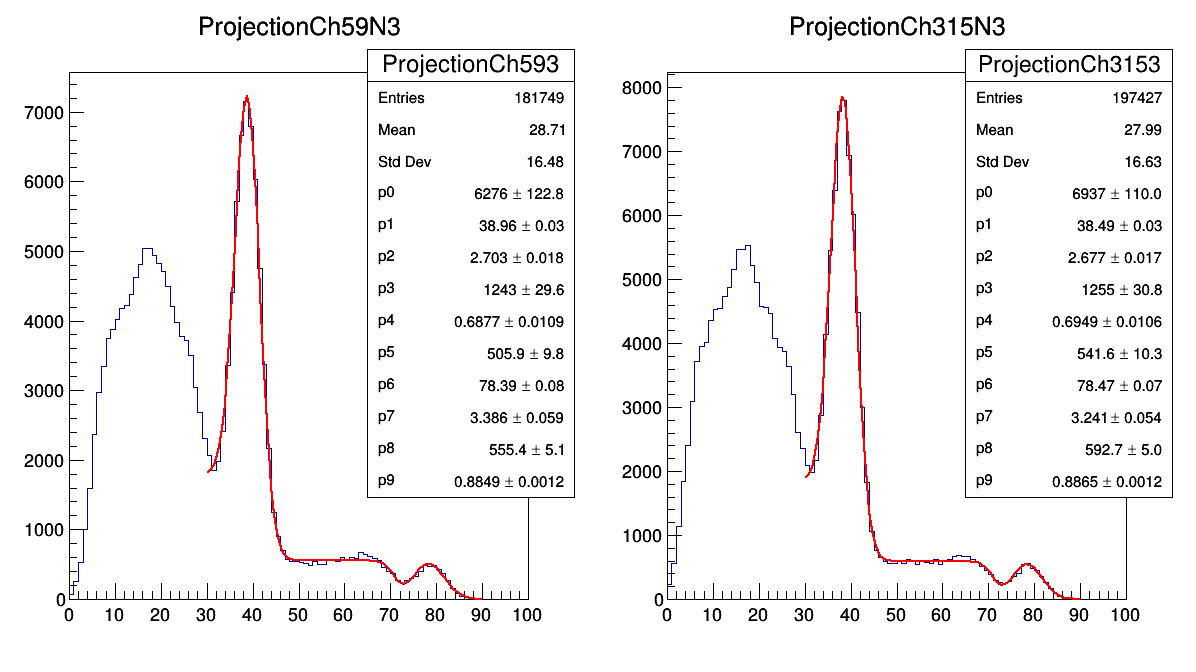 ProjectionCh59N3
ProjectionCh593
Entries 181749
Mean 28.71
Std Dev 16.48
p0 6276 ± 122.8
p1 38.96 ± 0.03
p2 2.703 ± 0.018
p3 1243 ± 29.6
p4 0.6877 ± 0.0109
p5 505.9 ± 9.8
p6 78.39 ± 0.08
p7 3.386 ± 0.059
p8 555.4 ± 5.1
p9 0.8849 ± 0.0012
7000
6000
5000
4000
3000
2000
1000
0
0 10 20 30 40 50 60 70 80 90 100
ProjectionCh315N3
ProjectionCh3153
Entries 197427
Mean 27.99
Std Dev 16.63
p0 6937 ± 110.0
p1 38.49 ± 0.03
p2 2.677 ± 0.017
p3 1255 ± 30.8
p4 0.6949 ± 0.0106
p5 541.6 ± 10.3
p6 78.47 ± 0.07
p7 3.241 ± 0.054
p8 592.7 ± 5.0
p9 0.8865 ± 0.0012
8000
7000
6000
5000
4000
3000
2000
1000
0
0 10 20 30 40 50 60 70 80 90 100